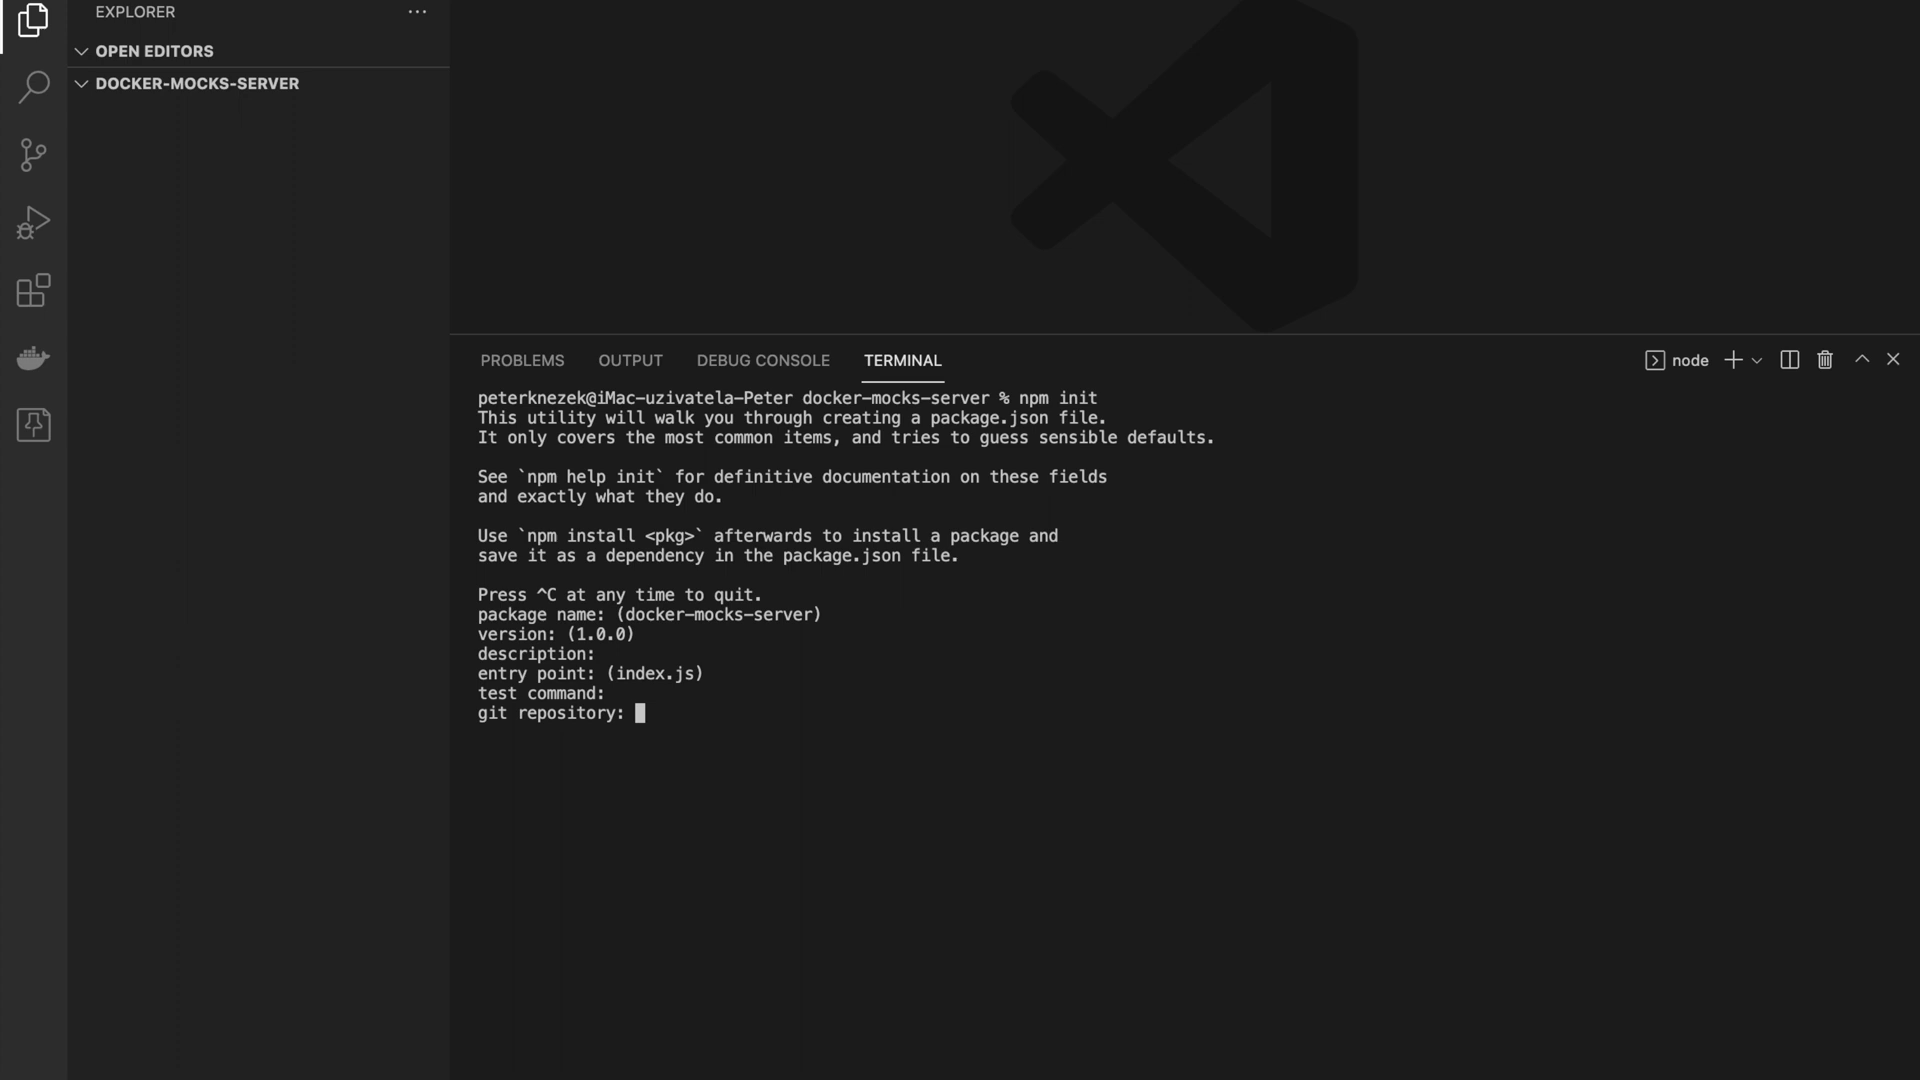 EXPLORER
OPEN EDITORS
DOCKER-MOCKS-SERVER
PROBLEMS OUTPUT DEBUG CONSOLE TERMINAL node
peterknezek@iMac-uzivatela-Peter docker-mocks-server % npm init
This utility will walk you through creating a package.json file.
It only covers the most common items, and tries to guess sensible defaults.
See `npm help init` for definitive documentation on these fields
and exactly what they do.
Use `npm install <pkg>` afterwards to install a package and
save it as a dependency in the package.json file.
Press ^C at any time to quit.
package name: (docker-mocks-server)
version: (1.0.0)
description:
entry point: (index.js)
test command:
git repository: